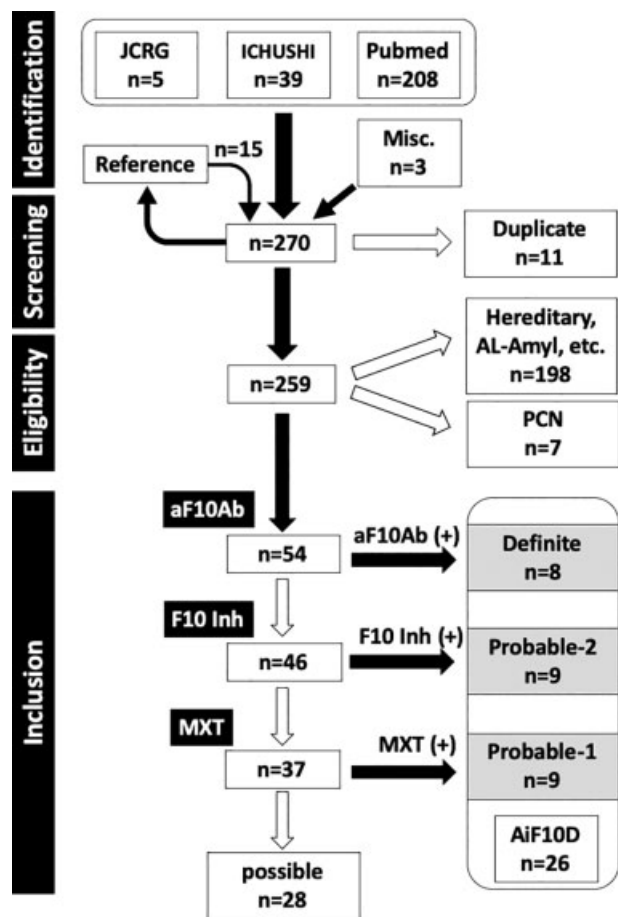 Identification
JCRG
n=5
ICHUSHI
n=39
Pubmed
n=208
n=15
Reference
Misc.
n=3
Screening
n=270
Duplicate
n=11
Eligibility
n=259
Hereditary,
AL-Amyl, etc.
n=198
PCN
n=7
Inclusion
aF10Ab
n=54
aF10Ab (+)
Definite
n=8
F10 Inh
n=46
F10 Inh (+)
Probable-2
n=9
MXT
n=37
MXT (+)
Probable-1
n=9
AiF10D
n=26
possible
n=28